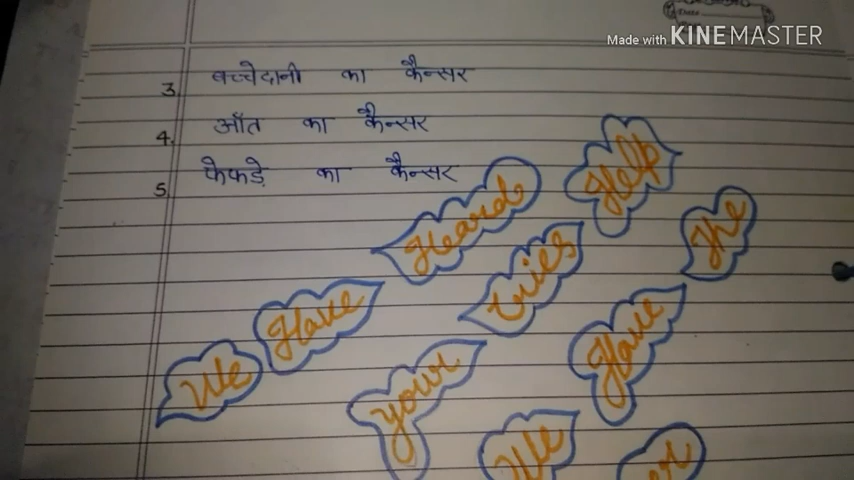 Date
Made with KINEMASTER
3. बच्चेदानी का कैन्सर
4. आँत का कैन्सर
5. फेफड़े का कैन्सर
We Have Heard
your Cries Help
We Have The